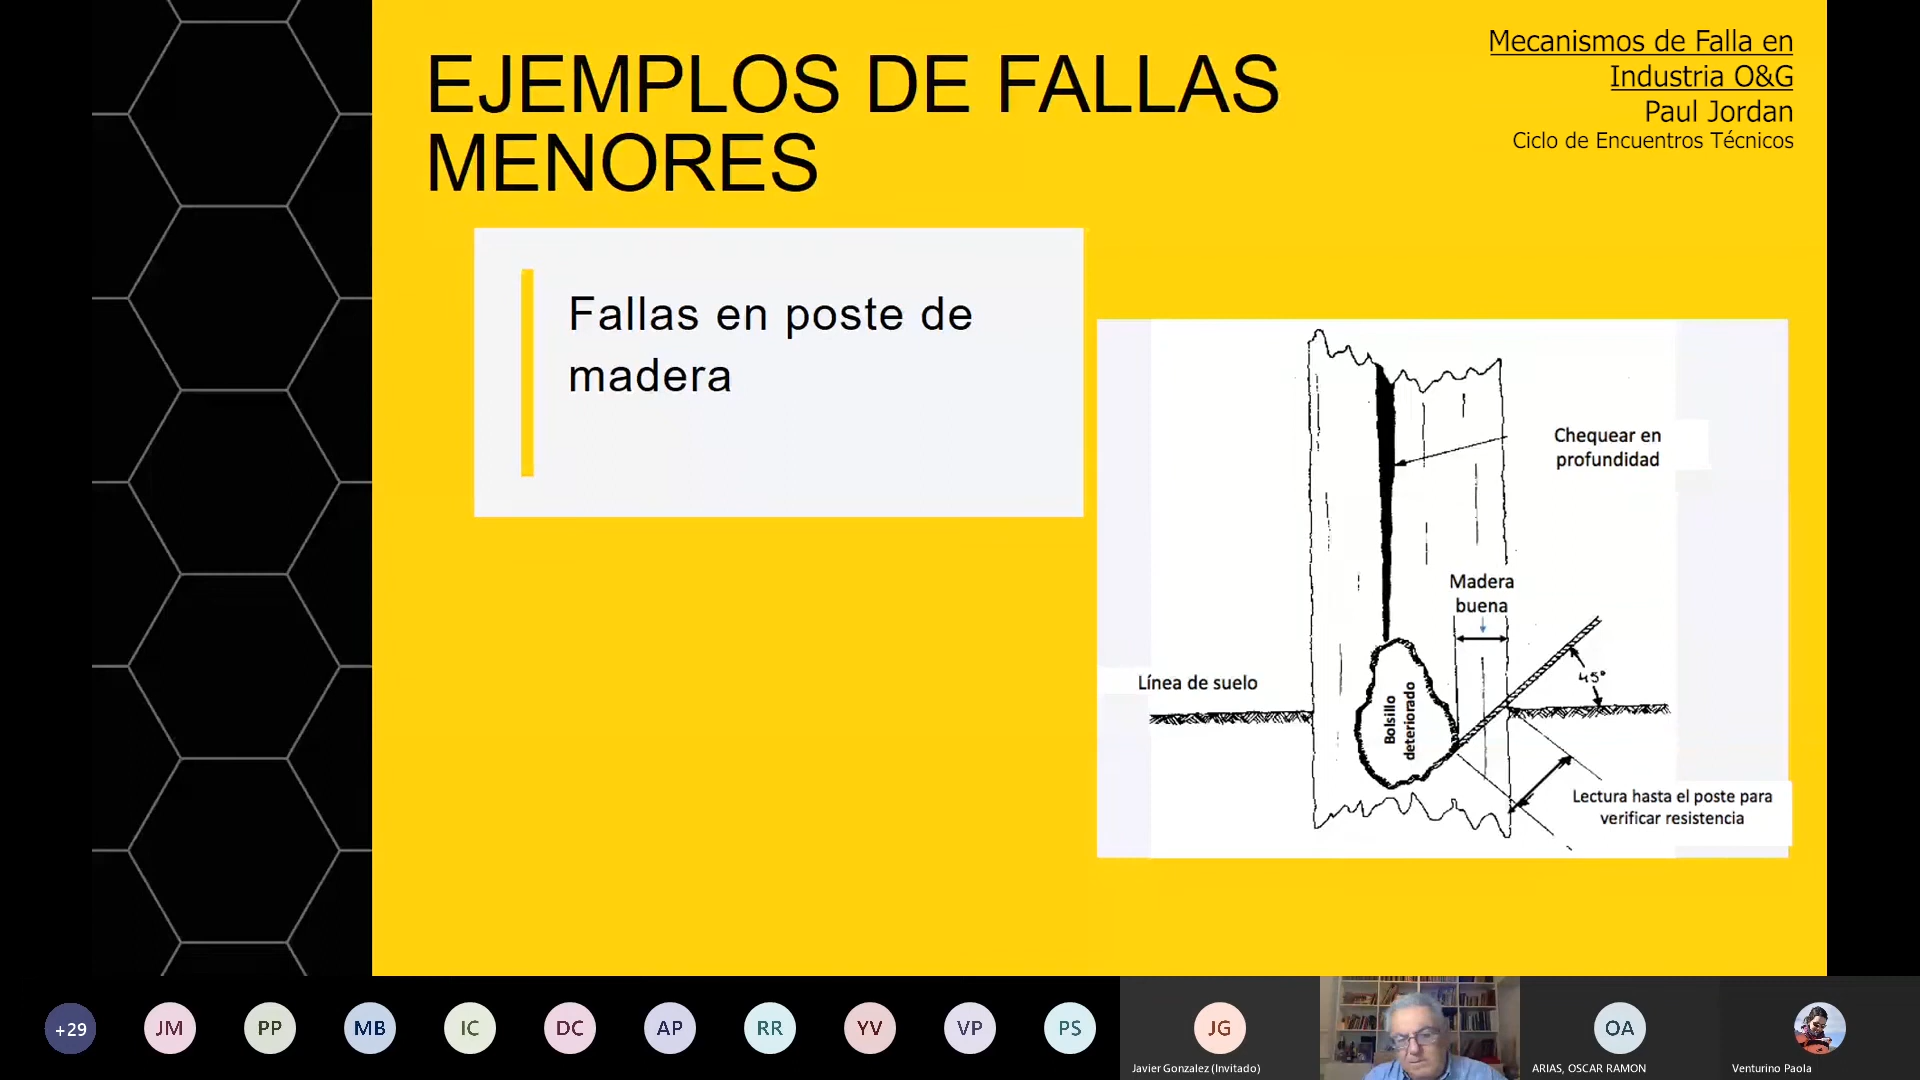 EJEMPLOS DE FALLAS
MENORES
Mecanismos de Falla en
Industria O&G
Paul Jordan
Ciclo de Encuentros Técnicos
Fallas en poste de
madera
Chequear en
profundidad
Madera
buena
45°
Línea de suelo
Bolsillo
deteriorado
Lectura hasta el poste para
verificar resistencia
+29
JM
PP
MB
IC
DC
AP
RR
YV
VP
PS
JG
OA
Javier Gonzalez (Invitado)
ARIAS, OSCAR RAMON
Venturino Paola